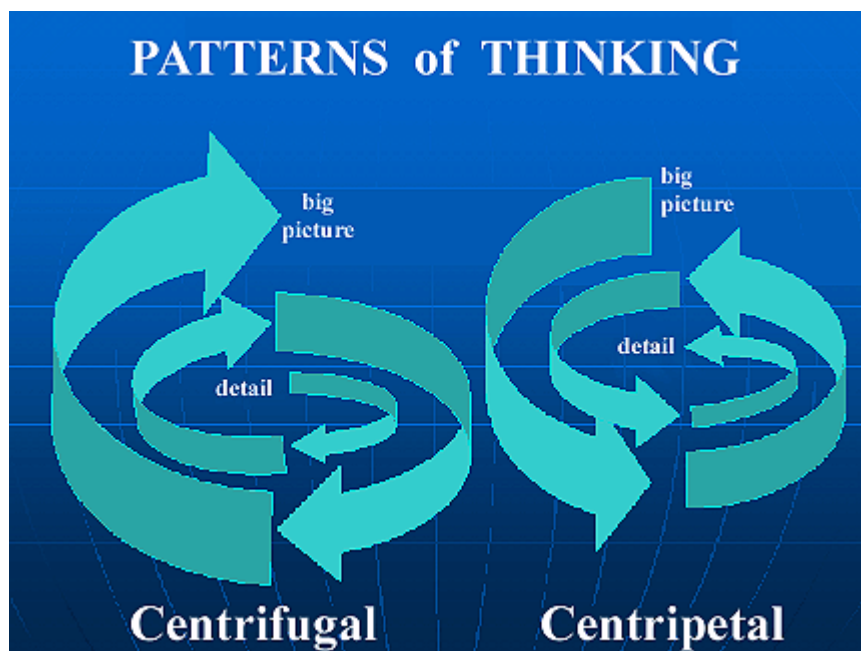 PATTERNS of THINKING
big
picture
detail
big
picture
detail
Centrifugal
Centripetal